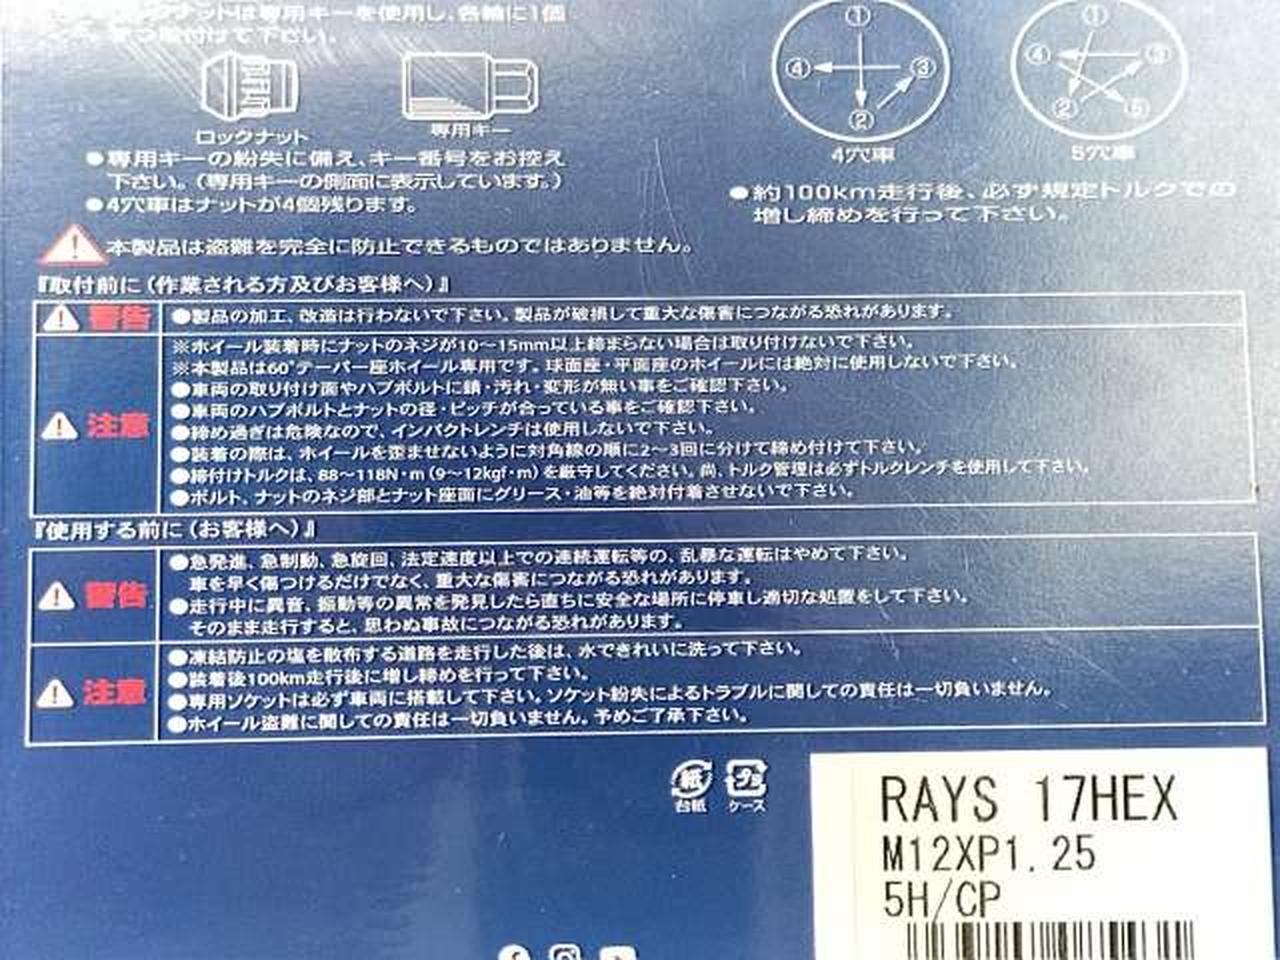 ナットは専用キーを使用し、各輪に1個
ずつ取付けて下さい。
ロックナット
専用キー
●専用キーの紛失に備え、キー番号をお控え
下さい。(専用キーの側面に表示しています。)
●4穴車はナットが4個残ります。
① ② ③ ④
4穴車
① ② ③ ④ ⑤
5穴車
●約100km走行後、必ず規定トルクでの
増し締めを行って下さい。
本製品は盗難を完全に防止できるものではありません。
『取付前に(作業される方及びお客様へ)』
警告
●製品の加工、改造は行わないで下さい。製品が破損して重大な傷害につながる恐れがあります。
注意
※ホイール装着時にナットのネジが10~15mm以上締まらない場合は取り付けないで下さい。
※本製品は60°テーパー座ホイール専用です。球面座・平面座のホイールには絶対に使用しないで下さい。
●車両の取り付け面やハブボルトに錆・汚れ・変形が無い事をご確認下さい。
●車両のハブボルトとナットの径・ピッチが合っている事をご確認下さい。
●締め過ぎは危険なので、インパクトレンチは使用しないで下さい。
●装着の際は、ホイールを歪ませないように対角線の順に2~3回に分けて締め付けて下さい。
●締付けトルクは、88~118N・m(9~12kgf・m)を厳守してください。尚、トルク管理は必ずトルクレンチを使用して下さい。
●ボルト、ナットのネジ部とナット座面にグリース・油等を絶対付着させないで下さい。
『使用する前に(お客様へ)』
警告
●急発進、急制動、急旋回、法定速度以上での連続運転等の、乱暴な運転はやめて下さい。
車を早く傷つけるだけでなく、重大な傷害につながる恐れがあります。
●走行中に異音、振動等の異常を発見したら直ちに安全な場所に停車し適切な処置をして下さい。
そのまま走行すると、思わぬ事故につながる恐れがあります。
注意
●凍結防止の塩を散布する道路を走行した後は、水できれいに洗って下さい。
●装着後100km走行後に増し締めを行って下さい。
●専用ソケットは必ず車両に搭載して下さい。ソケット紛失によるトラブルに関しての責任は一切負いません。
●ホイール盗難に関しての責任は一切負いません。予めご了承下さい。
紙
台紙
プラ
ケース
RAYS 17HEX
M12XP1.25
5H/CP